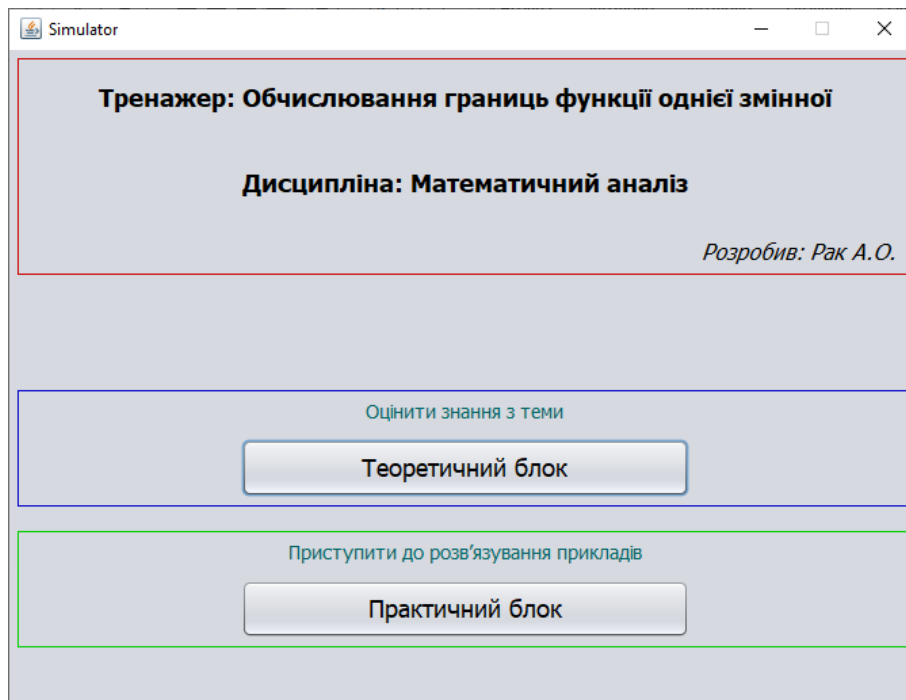 Simulator
Тренажер: Обчислювання границь функції однієї змінної
Дисципліна: Математичний аналіз
Розробив: Рак А.О.
Оцінити знання з теми
Теоретичний блок
Приступити до розв'язування прикладів
Практичний блок